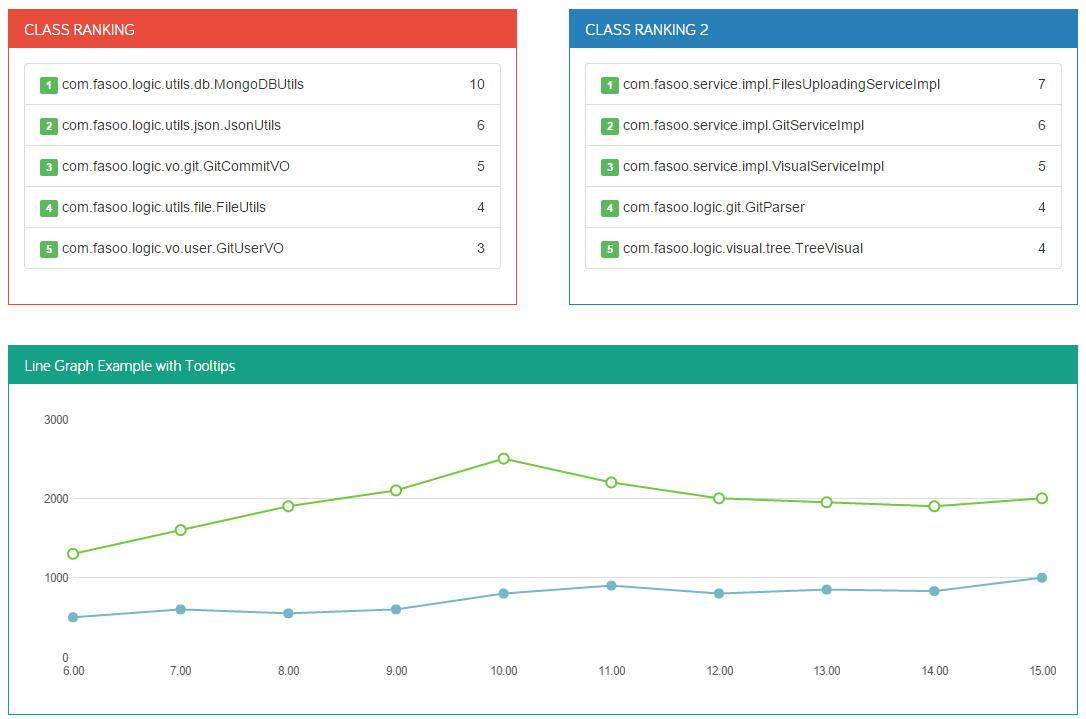 CLASS RANKING
1 com.fasoo.logic.utils.db.MongoDBUtils 10
2 com.fasoo.logic.utils.json.JsonUtils 6
3 com.fasoo.logic.vo.git.GitCommitVO 5
4 com.fasoo.logic.utils.file.FileUtils 4
5 com.fasoo.logic.vo.user.GitUserVO 3
CLASS RANKING 2
1 com.fasoo.service.impl.FilesUploadingServiceImpl 7
2 com.fasoo.service.impl.GitServiceImpl 6
3 com.fasoo.service.impl.VisualServiceImpl 5
4 com.fasoo.logic.git.GitParser 4
5 com.fasoo.logic.visual.tree.TreeVisual 4
Line Graph Example with Tooltips
3000
2000
1000
0
6.00 7.00 8.00 9.00 10.00 11.00 12.00 13.00 14.00 15.00